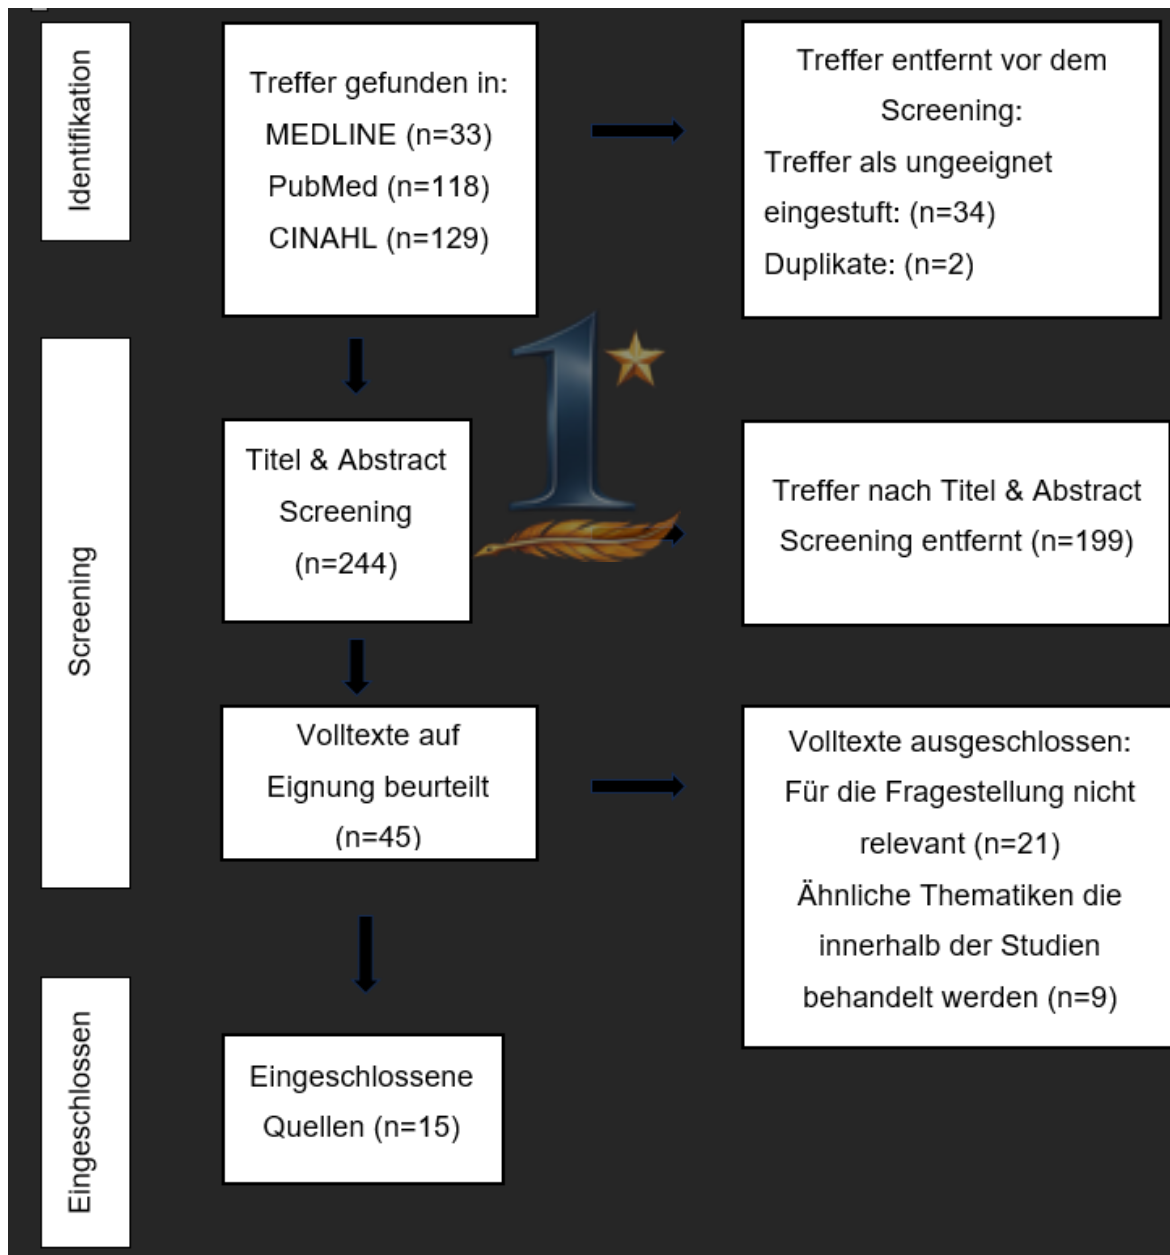 Identifikation
Treffer gefunden in:
MEDLINE (n=33)
PubMed (n=118)
CINAHL (n=129)
Treffer entfernt vor dem
Screening:
Treffer als ungeeignet
eingestuft: (n=34)
Duplikate: (n=2)
1
Screening
Titel & Abstract
Screening
(n=244)
Treffer nach Titel & Abstract
Screening entfernt (n=199)
Volltexte auf
Eignung beurteilt
(n=45)
Volltexte ausgeschlossen:
Für die Fragestellung nicht
relevant (n=21)
Ähnliche Thematiken die
innerhalb der Studien
behandelt werden (n=9)
Eingeschlossen
Eingeschlossene
Quellen (n=15)